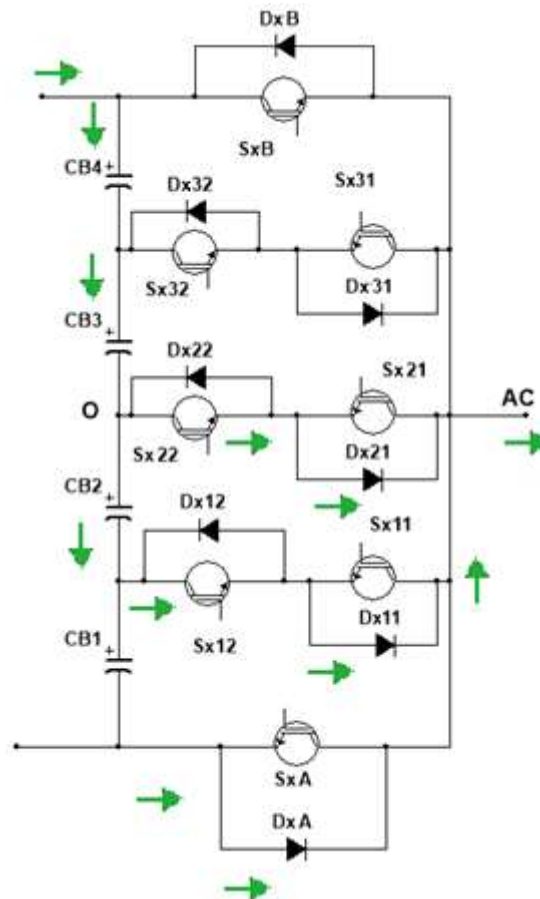 DxB
SxB
CB4+
Dx32
Sx31
Sx32
Dx31
CB3 +
Dx22
Sx21
O
AC
Sx22
Dx21
CB2 +
Dx12
Sx11
Sx12
Dx11
CB1 +
SxA
DxA